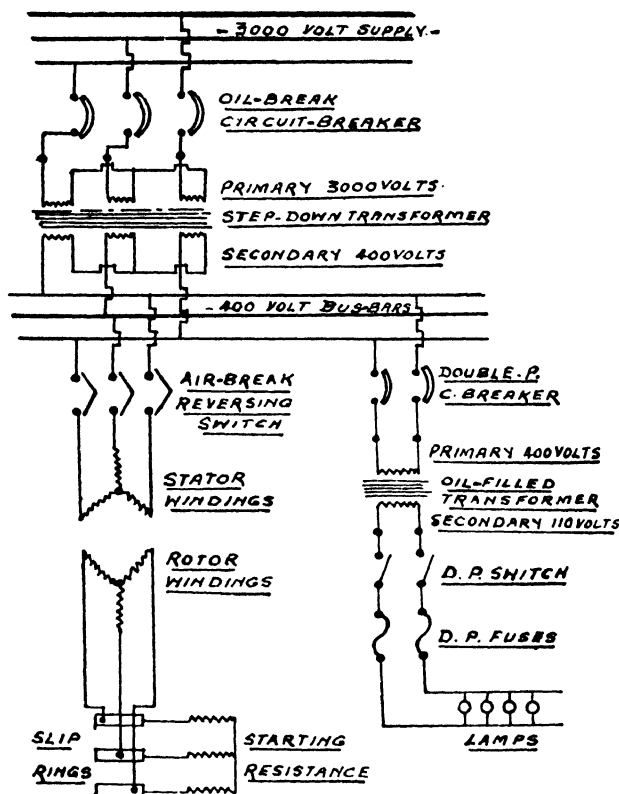 - 3000 VOLT SUPPLY. -
OIL-BREAK
CIRCUIT-BREAKER
PRIMARY 3000 VOLTS.
STEP-DOWN TRANSFORMER
SECONDARY 400 VOLTS
- 400 VOLT BUS-BARS
AIR-BREAK
REVERSING
SWITCH
DOUBLE-P.
C. BREAKER
STATOR
WINDINGS
PRIMARY 400 VOLTS
OIL-FILLED
TRANSFORMER
SECONDARY 110 VOLTS
ROTOR
WINDINGS
D. P. SWITCH
D. P. FUSES
LAMPS
SLIP
RINGS
STARTING
RESISTANCE